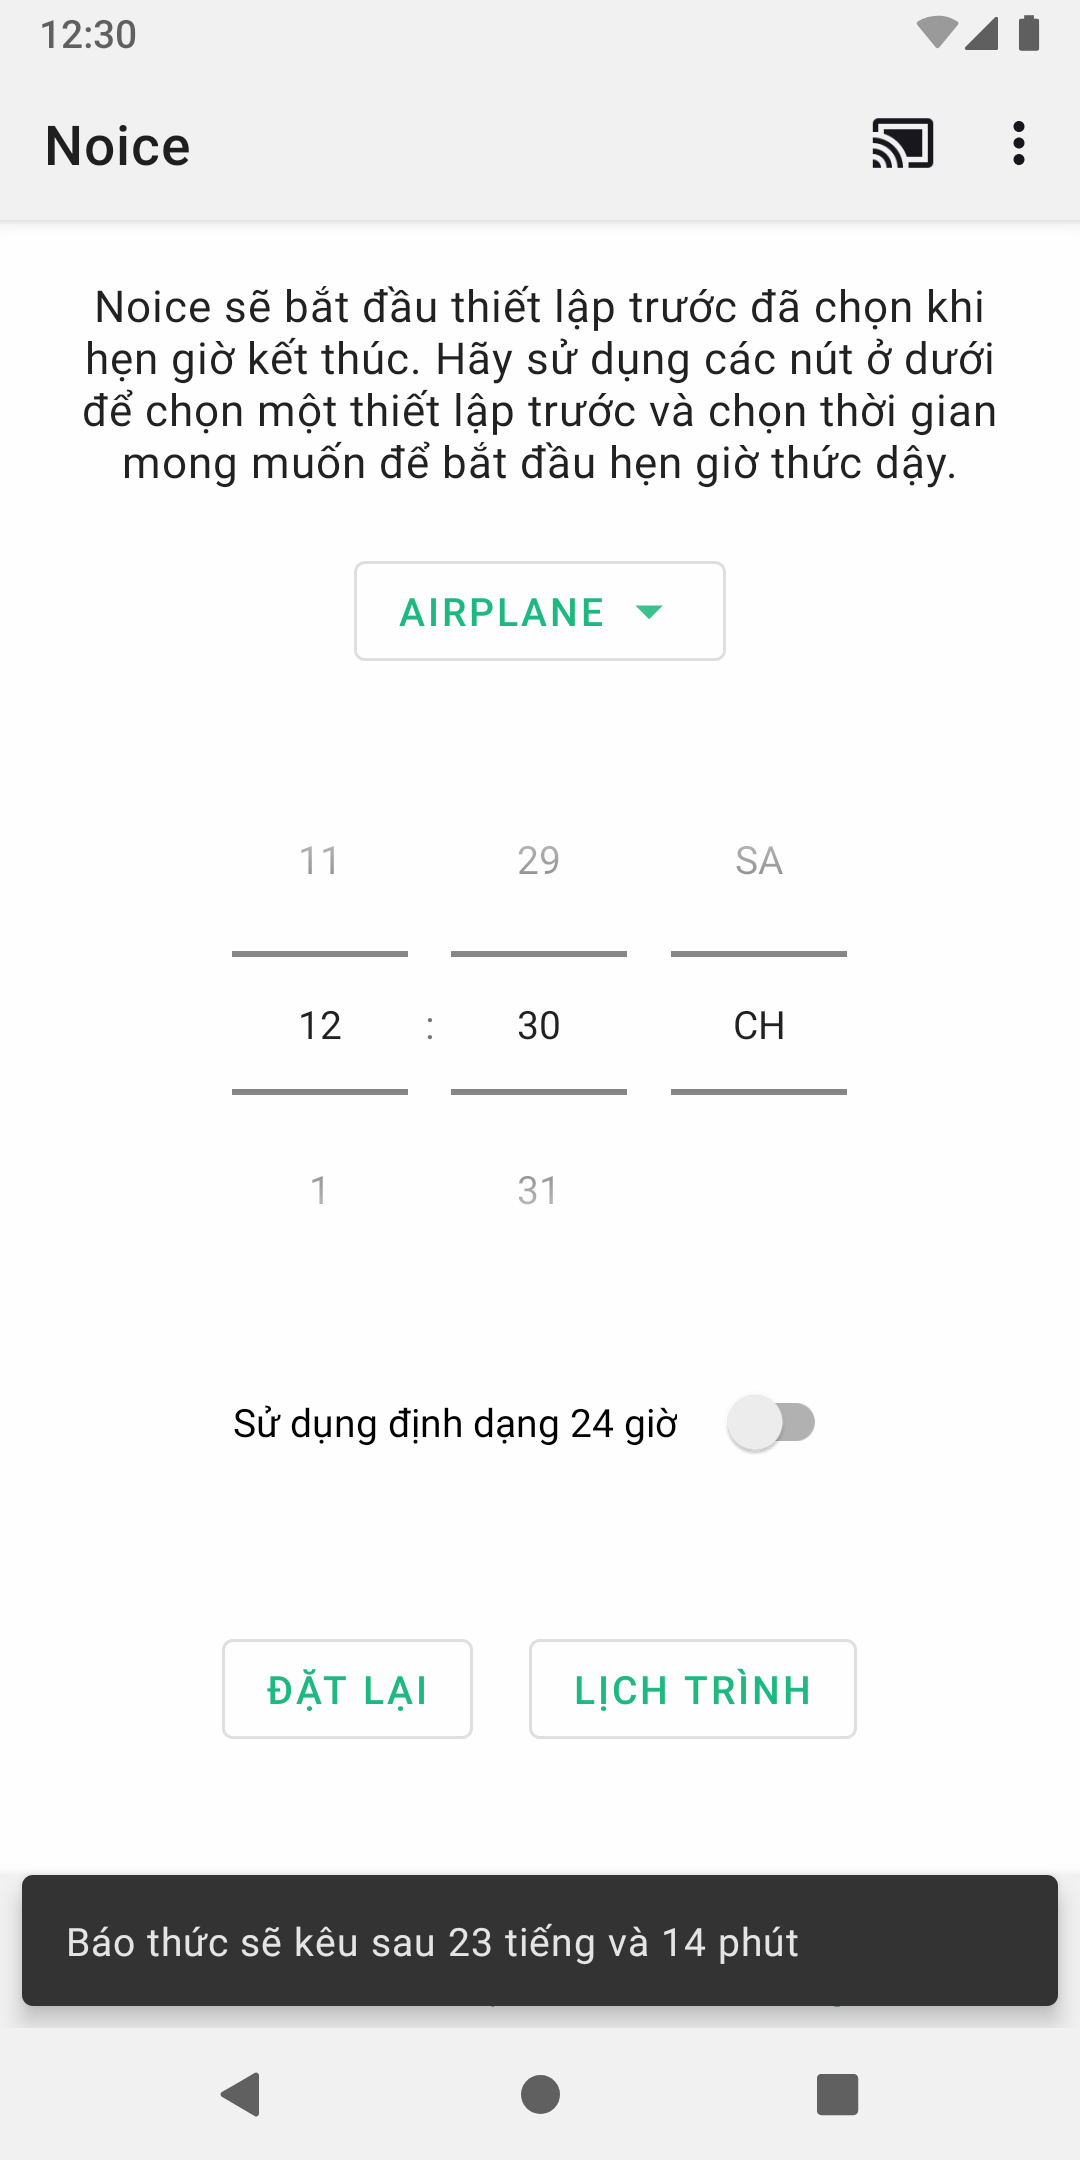 12:30
Noice
Noice sẽ bắt đầu thiết lập trước đã chọn khi
hẹn giờ kết thúc. Hãy sử dụng các nút ở dưới
để chọn một thiết lập trước và chọn thời gian
mong muốn để bắt đầu hẹn giờ thức dậy.
AIRPLANE
11 29 SA
12 : 30 CH
1 31
Sử dụng định dạng 24 giờ
ĐẶT LẠI LỊCH TRÌNH
Báo thức sẽ kêu sau 23 tiếng và 14 phút